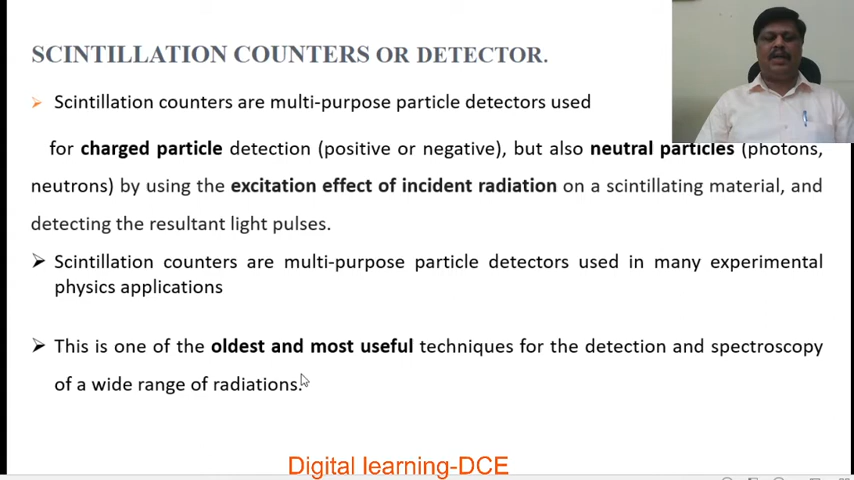 SCINTILLATION COUNTERS OR DETECTOR.
Scintillation counters are multi-purpose particle detectors used
for charged particle detection (positive or negative), but also neutral particles (photons,
neutrons) by using the excitation effect of incident radiation on a scintillating material, and
detecting the resultant light pulses.
Scintillation counters are multi-purpose particle detectors used in many experimental
physics applications
This is one of the oldest and most useful techniques for the detection and spectroscopy
of a wide range of radiations.
Digital learning-DCE